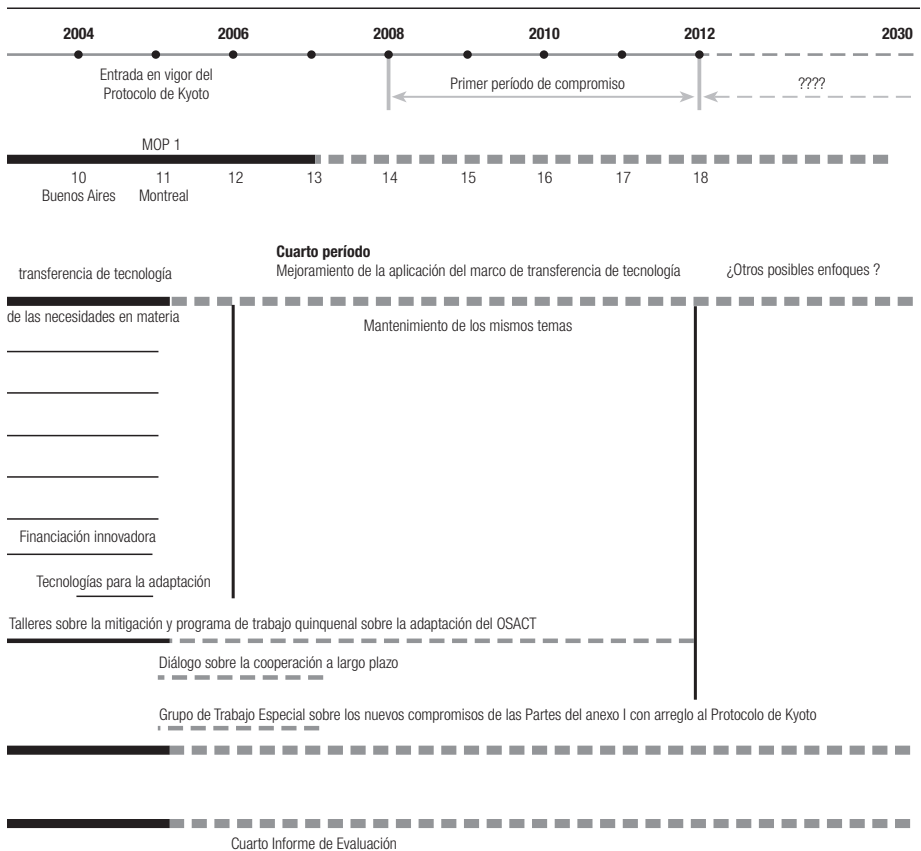 2004 2006 2008 2010 2012 2030
Entrada en vigor del
Protocolo de Kyoto
Primer período de compromiso
????
MOP 1
10 11 12 13 14 15 16 17 18
Buenos Aires Montreal
Cuarto período
transferencia de tecnología
Mejoramiento de la aplicación del marco de transferencia de tecnología
¿Otros posibles enfoques ?
de las necesidades en materia
Mantenimiento de los mismos temas
Financiación innovadora
Tecnologías para la adaptación
Talleres sobre la mitigación y programa de trabajo quinquenal sobre la adaptación del OSACT
Diálogo sobre la cooperación a largo plazo
Grupo de Trabajo Especial sobre los nuevos compromisos de las Partes del anexo I con arreglo al Protocolo de Kyoto
Cuarto Informe de Evaluación